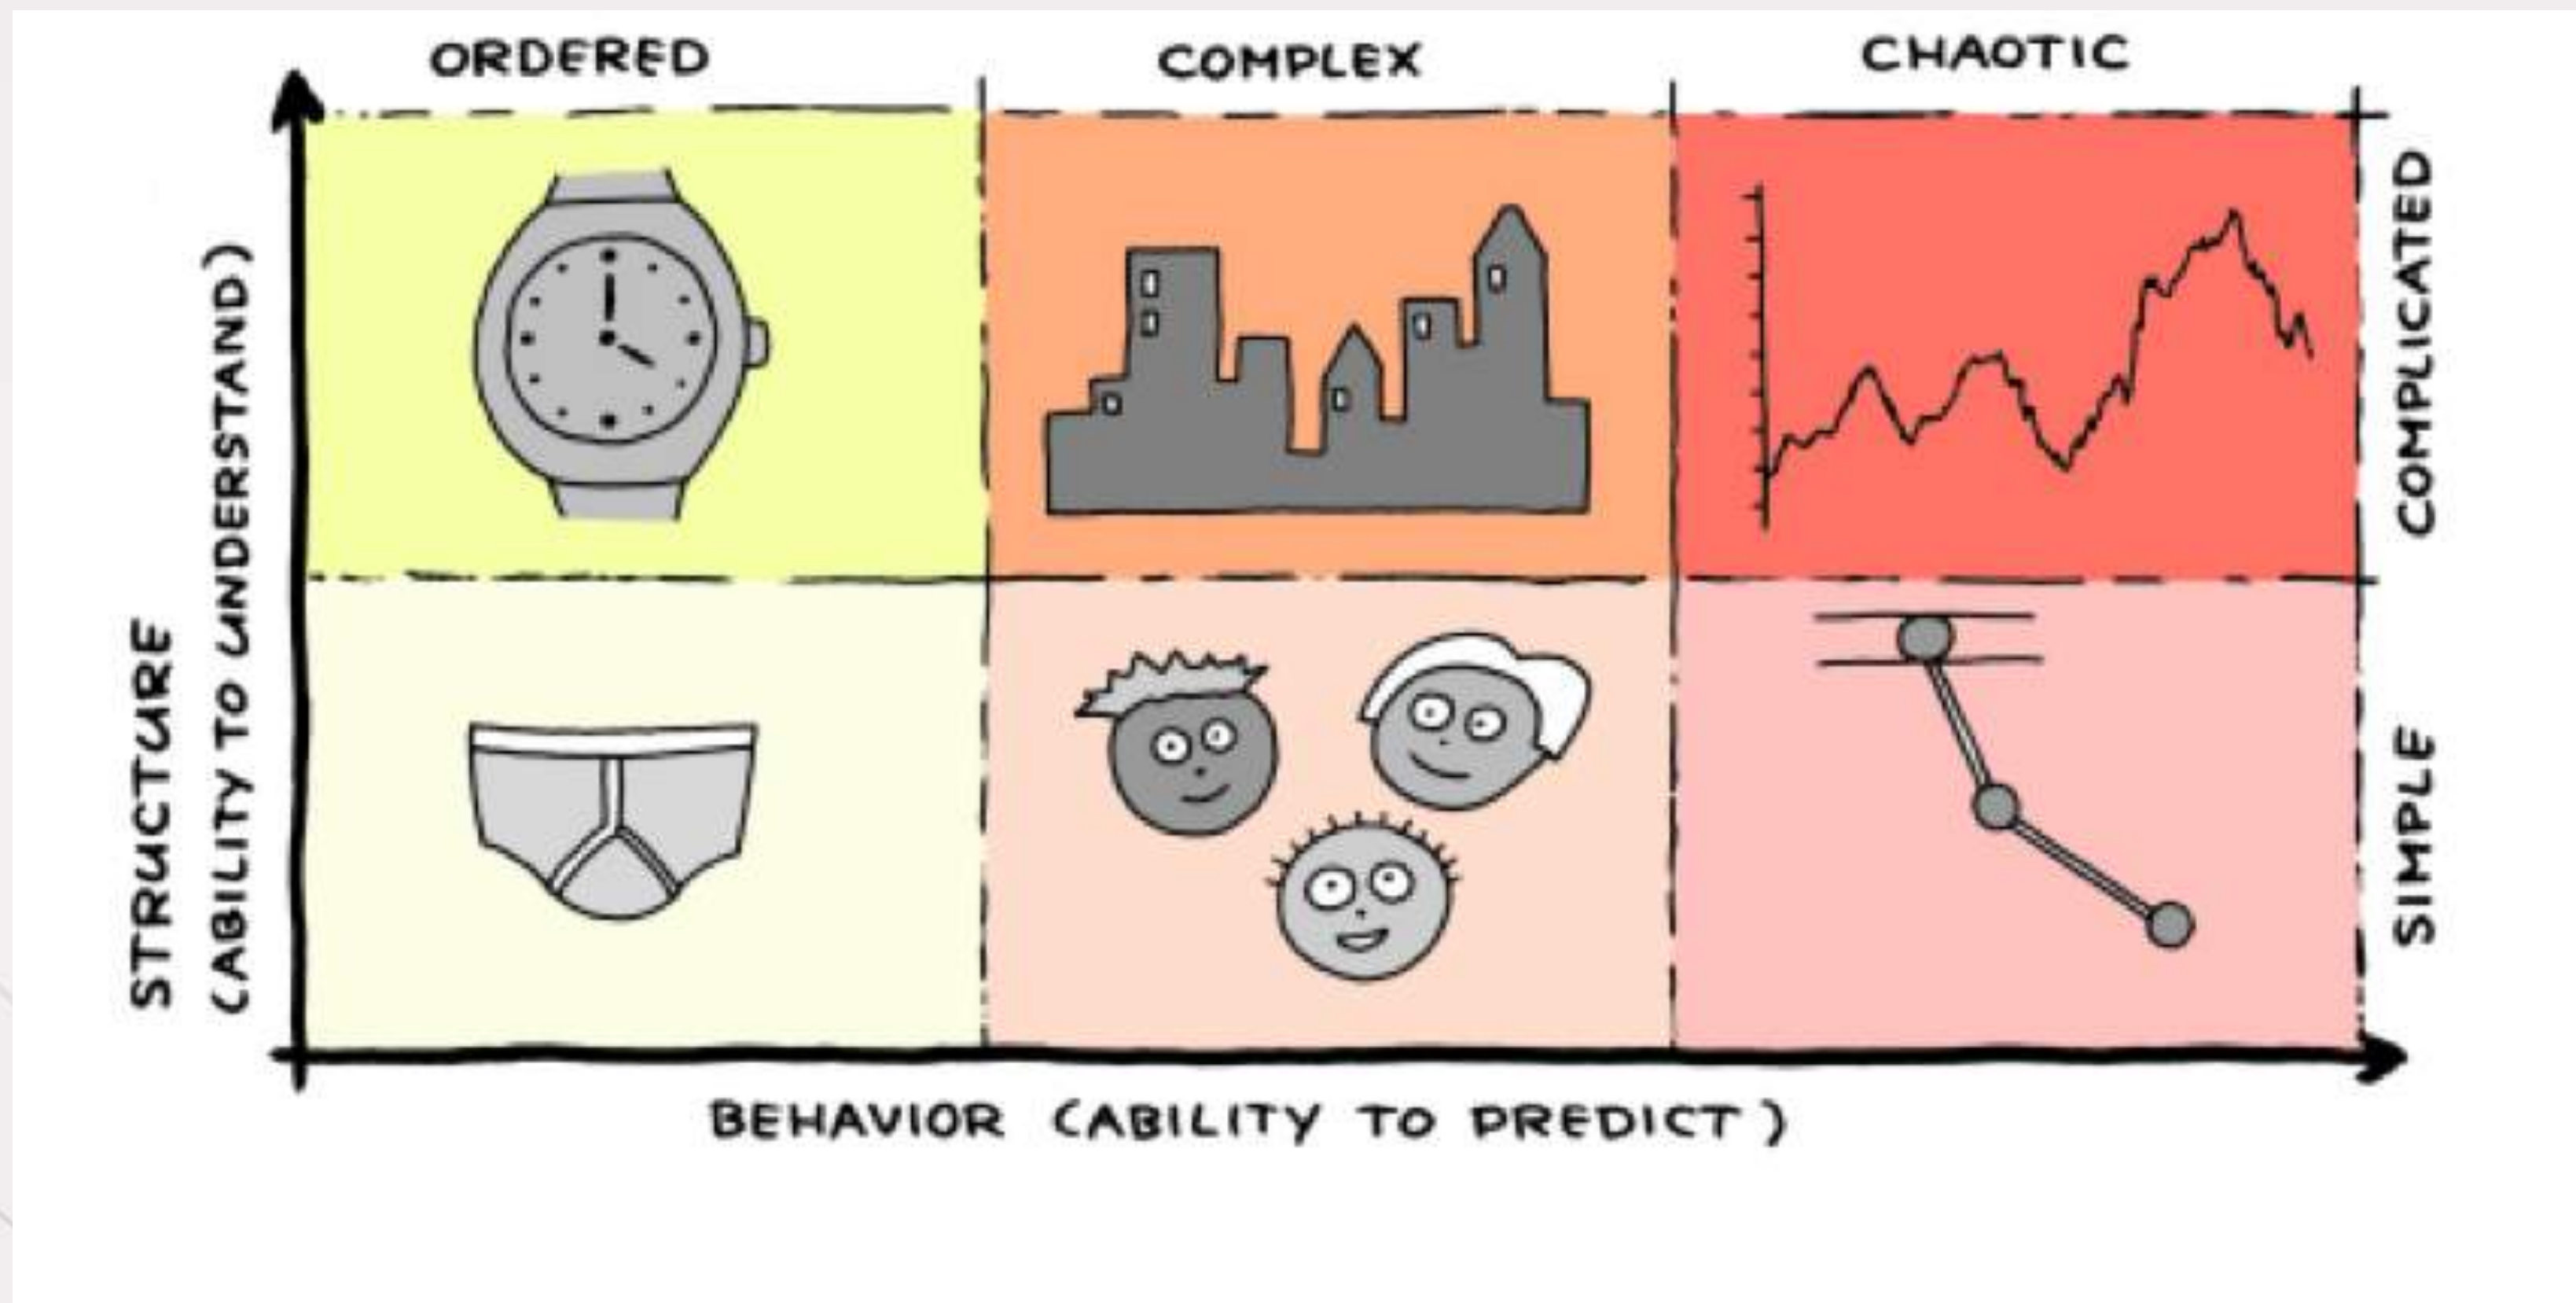 ORDERED
COMPLEX
CHAOTIC
STRUCTURE
(ABILITY TO UNDERSTAND)
COMPLICATED
SIMPLE
BEHAVIOR (ABILITY TO PREDICT)